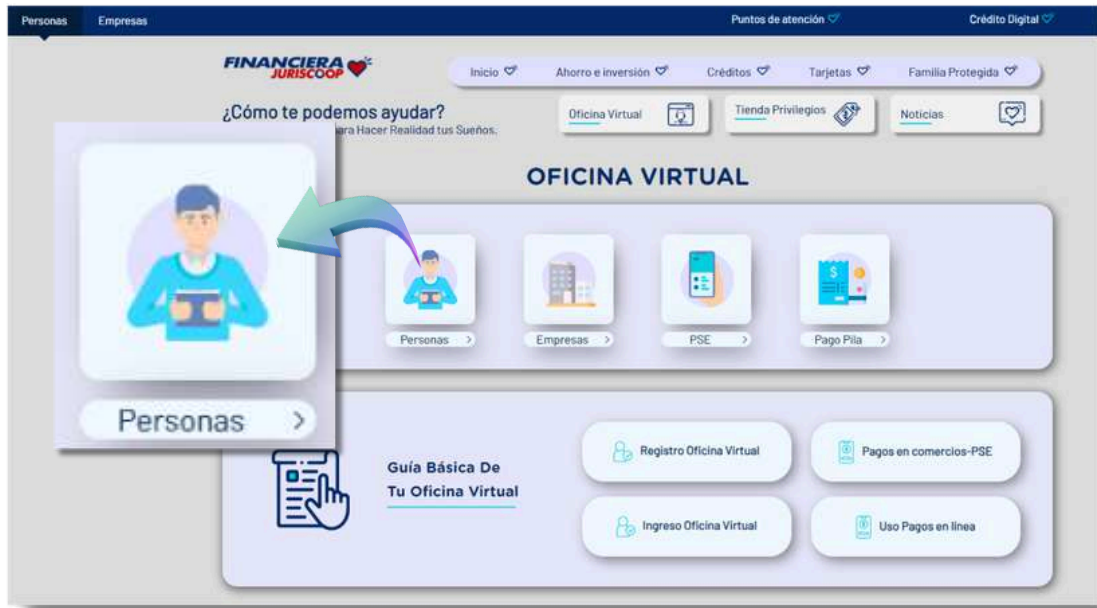 Personas Empresas Puntos de atención Crédito Digital
FINANCIERA
JURISCOOP
Inicio Ahorro e inversión Créditos Tarjetas Familia Protegida
¿Cómo te podemos ayudar?
ara Hacer Realidad tus Sueños.
Oficina Virtual Tienda Privilegios Noticias
OFICINA VIRTUAL
Personas Empresas PSE Pago Pila
Personas
Guía Básica De
Tu Oficina Virtual
Registro Oficina Virtual Pagos en comercios-PSE
Ingreso Oficina Virtual Uso Pagos en línea